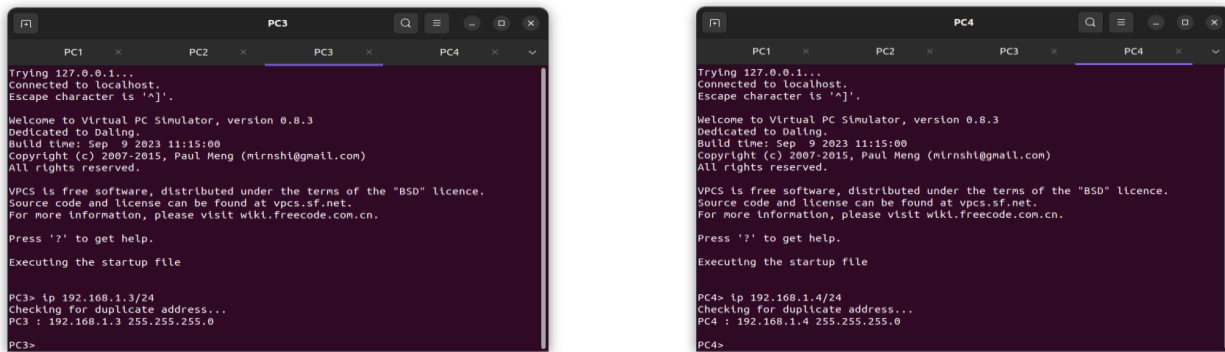 PC3
PC1 × PC2 × PC3 × PC4 ×
Trying 127.0.0.1...
Connected to localhost.
Escape character is '^]'.
Welcome to Virtual PC Simulator, version 0.8.3
Dedicated to Daling.
Build time: Sep  9 2023 11:15:00
Copyright (c) 2007-2015, Paul Meng (mirnshi@gmail.com)
All rights reserved.
VPCS is free software, distributed under the terms of the "BSD" licence.
Source code and license can be found at vpcs.sf.net.
For more information, please visit wiki.freecode.com.cn.
Press '?' to get help.
Executing the startup file
PC3> ip 192.168.1.3/24
Checking for duplicate address...
PC3 : 192.168.1.3 255.255.255.0
PC3>
PC4
PC1 × PC2 × PC3 × PC4 ×
Trying 127.0.0.1...
Connected to localhost.
Escape character is '^]'.
Welcome to Virtual PC Simulator, version 0.8.3
Dedicated to Daling.
Build time: Sep  9 2023 11:15:00
Copyright (c) 2007-2015, Paul Meng (mirnshi@gmail.com)
All rights reserved.
VPCS is free software, distributed under the terms of the "BSD" licence.
Source code and license can be found at vpcs.sf.net.
For more information, please visit wiki.freecode.com.cn.
Press '?' to get help.
Executing the startup file
PC4> ip 192.168.1.4/24
Checking for duplicate address...
PC4 : 192.168.1.4 255.255.255.0
PC4>